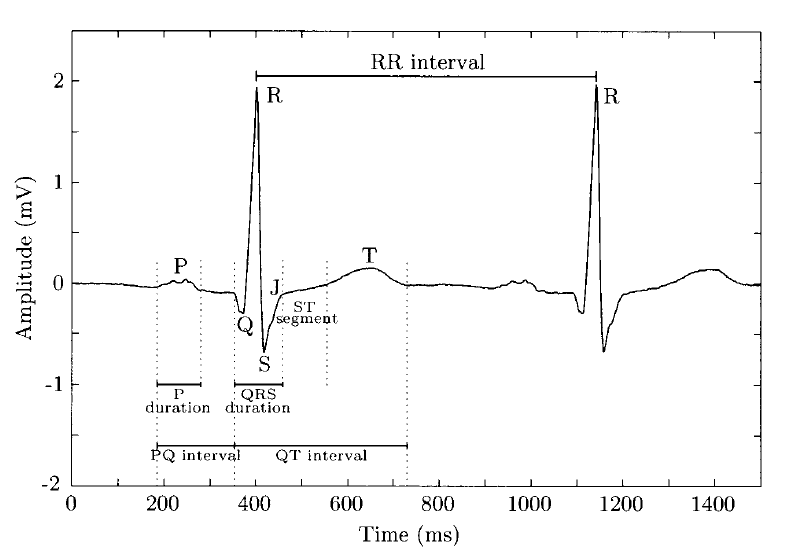 RR interval
2
R
R
1
Amplitude (mV)
P
T
0
J
ST
segment
Q
S
-1
P
duration
QRS
duration
PQ interval
QT interval
-2
0
200
400
600
800
1000
1200
1400
Time (ms)